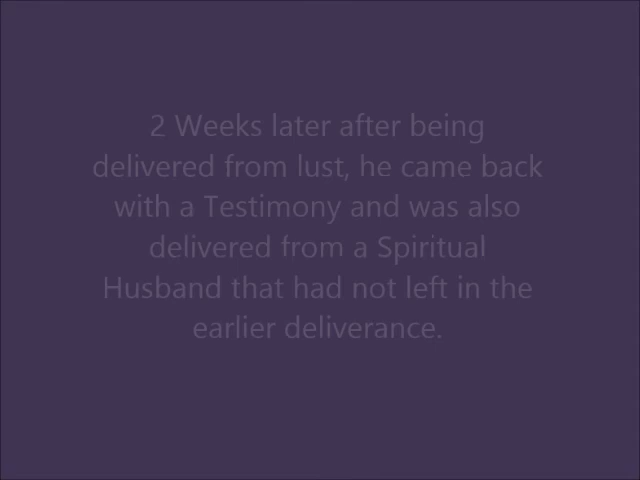 2 Weeks later after being
delivered from lust, he came back
with a Testimony and was also
delivered from a Spiritual
Husband that had not left in the
earlier deliverance.